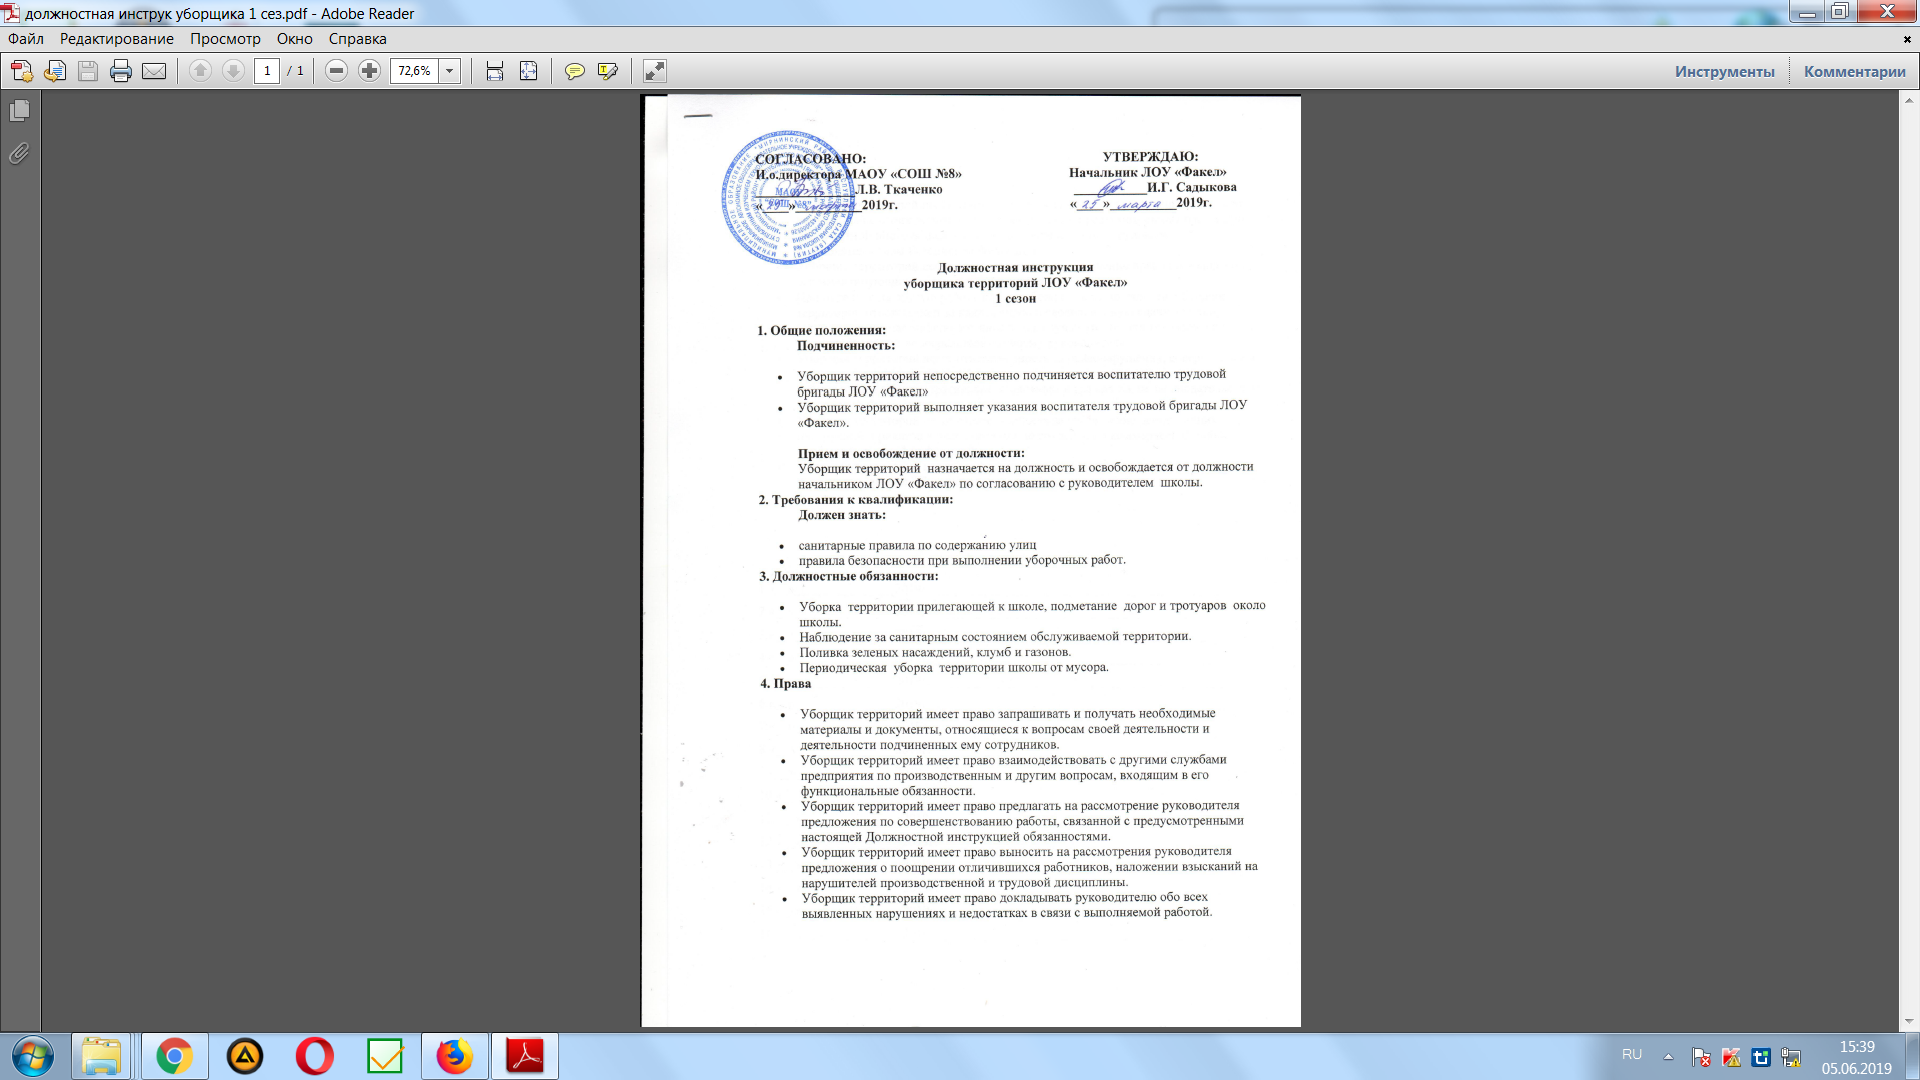 должностная инструк уборщика 1 сез.pdf - Adobe Reader
Файл Редактирование Просмотр Окно Справка
1 / 1 72,6% Инструменты Комментарии
СОГЛАСОВАНО:
И.о.директора МАОУ «СОШ №8»
Л.В. Ткаченко
«25» марта 2019г.
УТВЕРЖДАЮ:
Начальник ЛОУ «Факел»
И.Г. Садыкова
«25» марта 2019г.
Должностная инструкция
уборщика территорий ЛОУ «Факел»
1 сезон
1. Общие положения:
Подчиненность:
• Уборщик территорий непосредственно подчиняется воспитателю трудовой
бригады ЛОУ «Факел»
• Уборщик территорий выполняет указания воспитателя трудовой бригады ЛОУ
«Факел».
Прием и освобождение от должности:
Уборщик территорий назначается на должность и освобождается от должности
начальником ЛОУ «Факел» по согласованию с руководителем школы.
2. Требования к квалификации:
Должен знать:
• санитарные правила по содержанию улиц
• правила безопасности при выполнении уборочных работ.
3. Должностные обязанности:
• Уборка территории прилегающей к школе, подметание дорог и тротуаров около
школы.
• Наблюдение за санитарным состоянием обслуживаемой территории.
• Поливка зеленых насаждений, клумб и газонов.
• Периодическая уборка территории школы от мусора.
4. Права
• Уборщик территорий имеет право запрашивать и получать необходимые
материалы и документы, относящиеся к вопросам своей деятельности и
деятельности подчиненных ему сотрудников.
• Уборщик территорий имеет право взаимодействовать с другими службами
предприятия по производственным и другим вопросам, входящим в его
функциональные обязанности.
• Уборщик территорий имеет право предлагать на рассмотрение руководителя
предложения по совершенствованию работы, связанной с предусмотренными
настоящей Должностной инструкцией обязанностями.
• Уборщик территорий имеет право выносить на рассмотрения руководителя
предложения о поощрении отличившихся работников, наложении взысканий на
нарушителей производственной и трудовой дисциплины.
• Уборщик территорий имеет право докладывать руководителю обо всех
выявленных нарушениях и недостатках в связи с выполняемой работой.
RU
15:39
05.06.2019